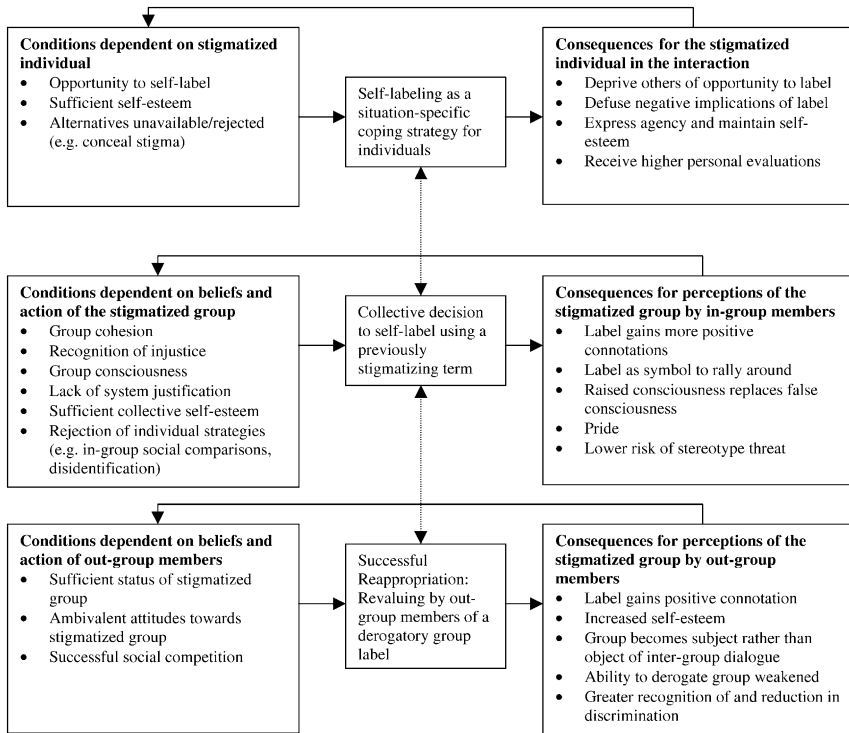 Conditions dependent on stigmatized
individual
• Opportunity to self-label
• Sufficient self-esteem
• Alternatives unavailable/rejected
(e.g. conceal stigma)
Self-labeling as a
situation-specific
coping strategy for
individuals
Consequences for the stigmatized
individual in the interaction
• Deprive others of opportunity to label
• Defuse negative implications of label
• Express agency and maintain self-
esteem
• Receive higher personal evaluations
Conditions dependent on beliefs and
action of the stigmatized group
• Group cohesion
• Recognition of injustice
• Group consciousness
• Lack of system justification
• Sufficient collective self-esteem
• Rejection of individual strategies
(e.g. in-group social comparisons,
disidentification)
Collective decision
to self-label using a
previously
stigmatizing term
Consequences for perceptions of the
stigmatized group by in-group members
• Label gains more positive
connotations
• Label as symbol to rally around
• Raised consciousness replaces false
consciousness
• Pride
• Lower risk of stereotype threat
Conditions dependent on beliefs and
action of out-group members
• Sufficient status of stigmatized
group
• Ambivalent attitudes towards
stigmatized group
• Successful social competition
Successful
Reappropriation:
Revaluing by out-
group members of a
derogatory group
label
Consequences for perceptions of the
stigmatized group by out-group
members
• Label gains positive connotation
• Increased self-esteem
• Group becomes subject rather than
object of inter-group dialogue
• Ability to derogate group weakened
• Greater recognition of and reduction in
discrimination